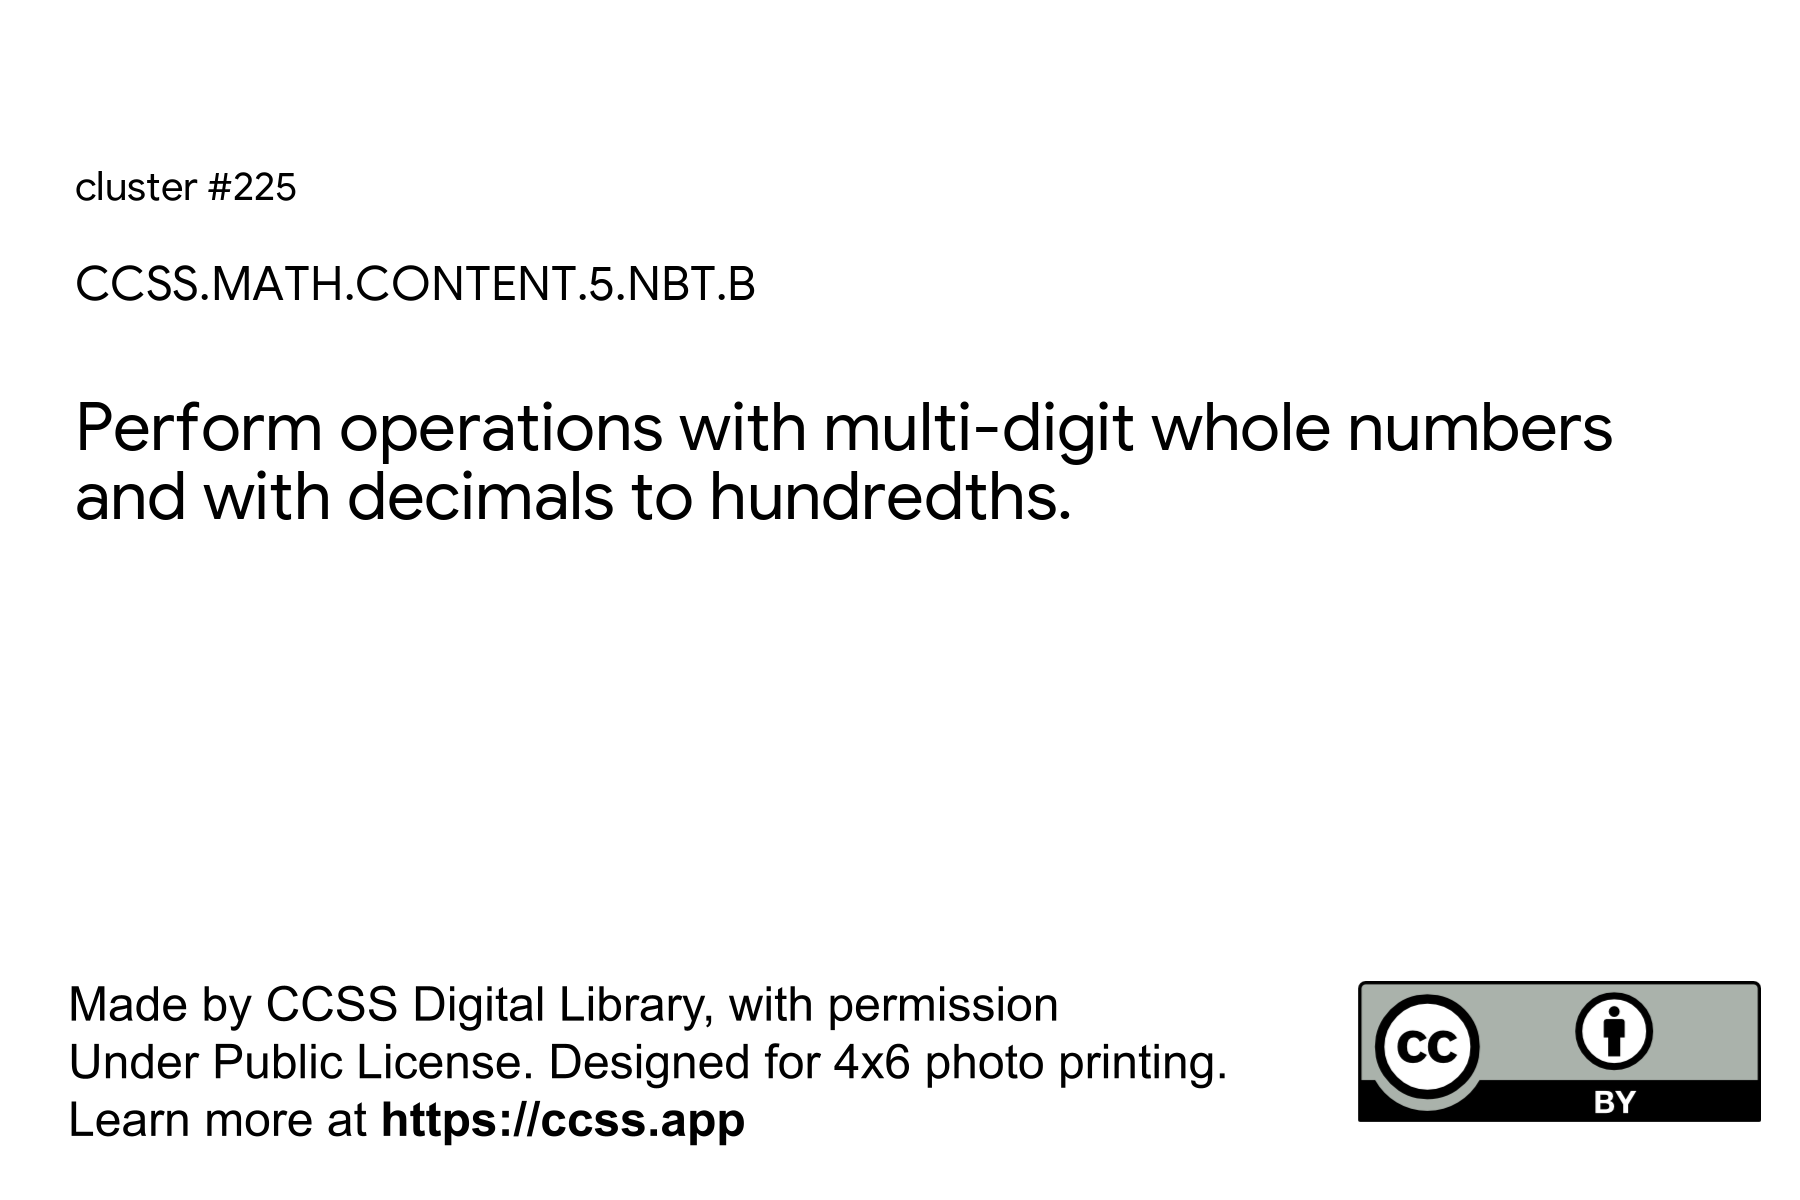 cluster #225
CCSS.MATH.CONTENT.5.NBT.B
Perform operations with multi-digit whole numbers
and with decimals to hundredths.
Made by CCSS Digital Library, with permission
Under Public License. Designed for 4x6 photo printing.
Learn more at https://ccss.app
cc
BY